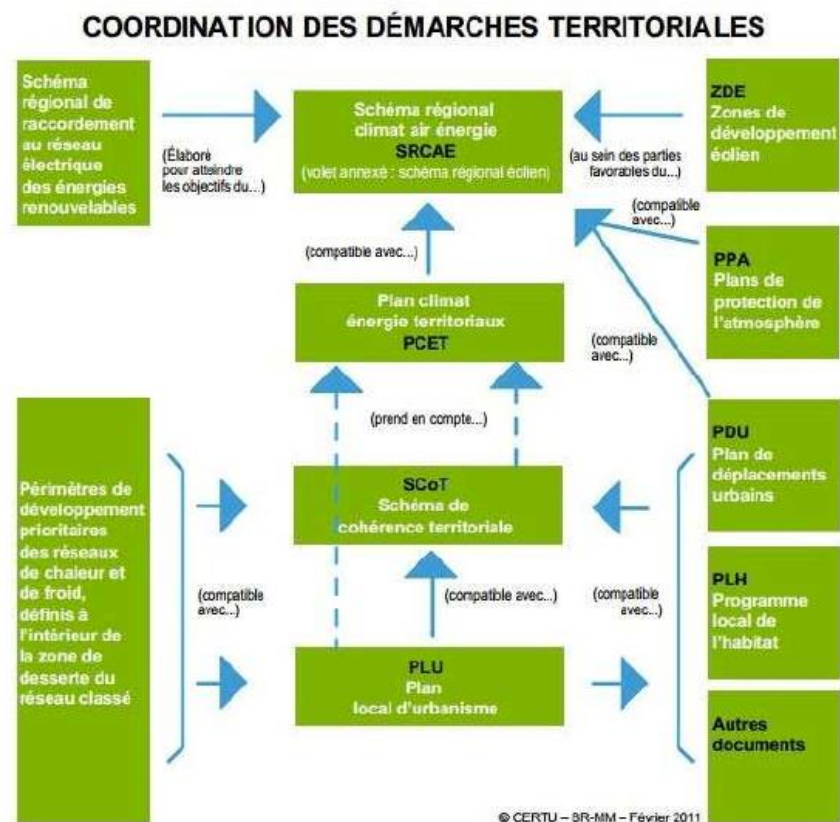 COORDINATION DES DÉMARCHES TERRITORIALES
Schéma
régional de
raccordement
au réseau
électrique
des énergies
renouvelables
(Élaboré
pour atteindre
les objectifs du...)
Schéma régional
climat air énergie
SRCAE
(volet annexé : schéma régional éolien)
(au sein des parties
favorables du...)
ZDE
Zones de
développement
éolien
(compatible
avec...)
PPA
Plans de
protection de
l'atmosphère
(compatible avec...)
Plan climat
énergie territoriaux
PCET
(compatible
avec...)
(prend en compte...)
PDU
Plan de
déplacements
urbains
Périmètres de
développement
prioritaires
des réseaux
de chaleur et
de froid,
définis à
l'intérieur de
la zone de
desserte du
réseau classé
SCoT
Schéma de
cohérence territoriale
(compatible
avec...)
(compatible avec...)
(compatible
avec...)
PLH
Programme
local de
l'habitat
PLU
Plan
local d'urbanisme
Autres
documents
© CERTU – BR-MM – Février 2011